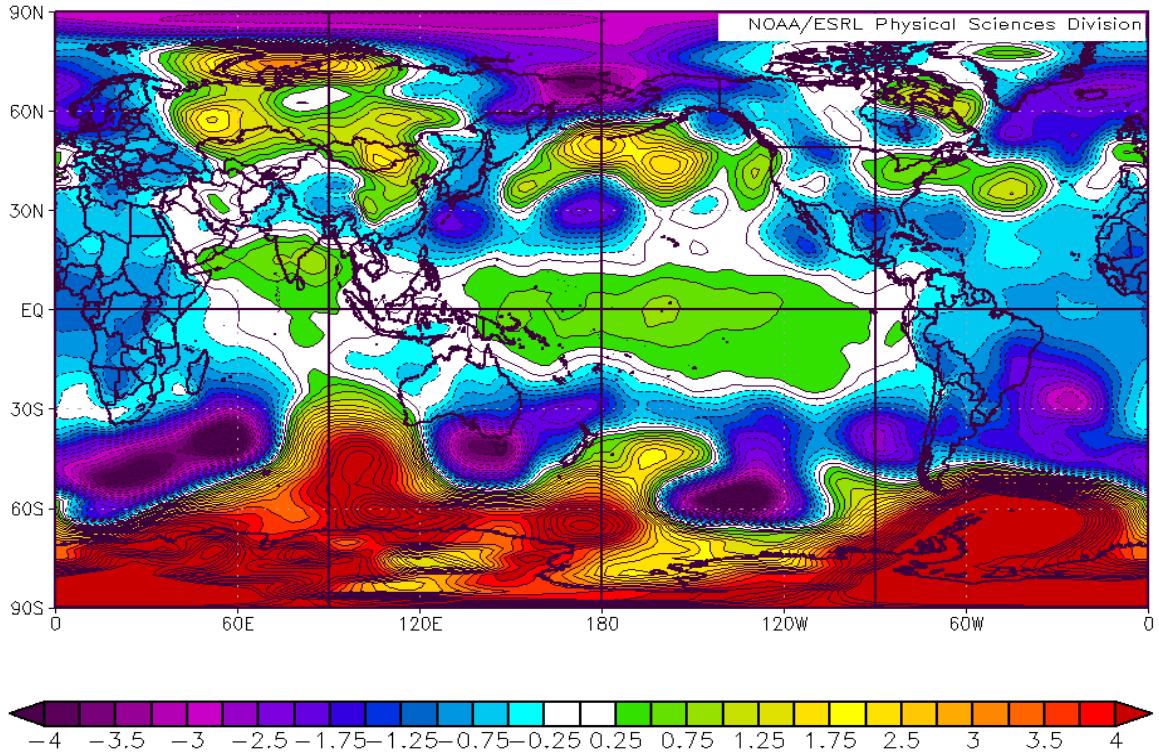 90N
NOAA/ESRL Physical Sciences Division
60N
30N
EQ
30S
60S
90S
0 60E 120E 180 120W 60W 0
−4 −3.5 −3 −2.5 −1.75 −1.25 −0.75 −0.25 0.25 0.75 1.25 1.75 2.5 3 3.5 4